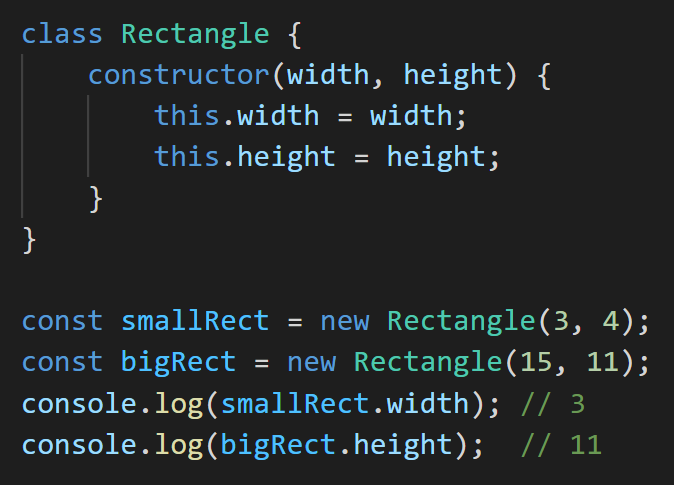 class Rectangle {
    constructor(width, height) {
        this.width = width;
        this.height = height;
    }
}

const smallRect = new Rectangle(3, 4);
const bigRect = new Rectangle(15, 11);
console.log(smallRect.width); // 3
console.log(bigRect.height);  // 11